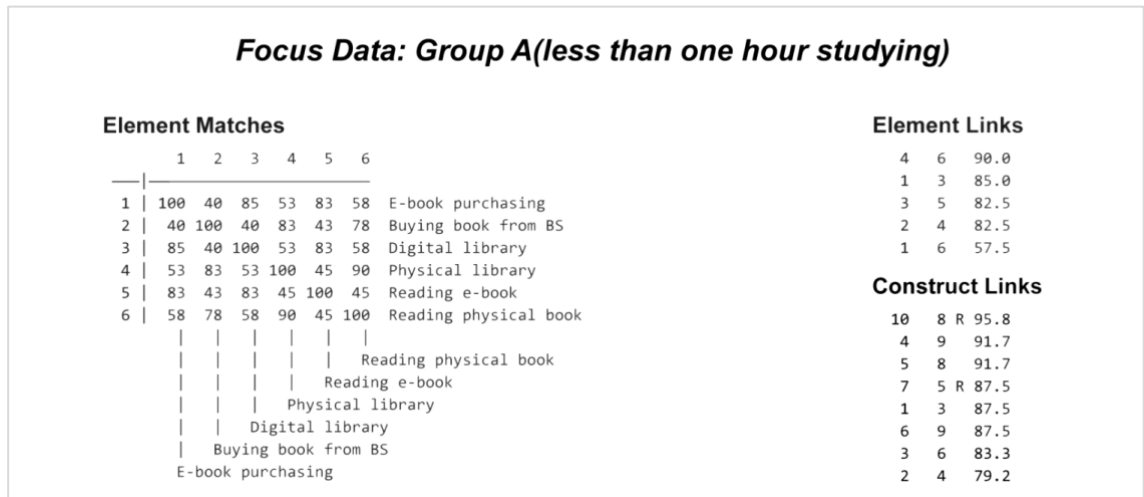 Focus Data: Group A(less than one hour studying)
Element Matches
1 2 3 4 5 6
1 | 100 40 85 53 83 58 E-book purchasing
2 | 40 100 40 83 43 78 Buying book from BS
3 | 85 40 100 53 83 58 Digital library
4 | 53 83 53 100 45 90 Physical library
5 | 83 43 83 45 100 45 Reading e-book
6 | 58 78 58 90 45 100 Reading physical book
Reading physical book
Reading e-book
Physical library
Digital library
Buying book from BS
E-book purchasing
Element Links
4 6 90.0
1 3 85.0
3 5 82.5
2 4 82.5
1 6 57.5
Construct Links
10 8 R 95.8
4 9 91.7
5 8 91.7
7 5 R 87.5
1 3 87.5
6 9 87.5
3 6 83.3
2 4 79.2